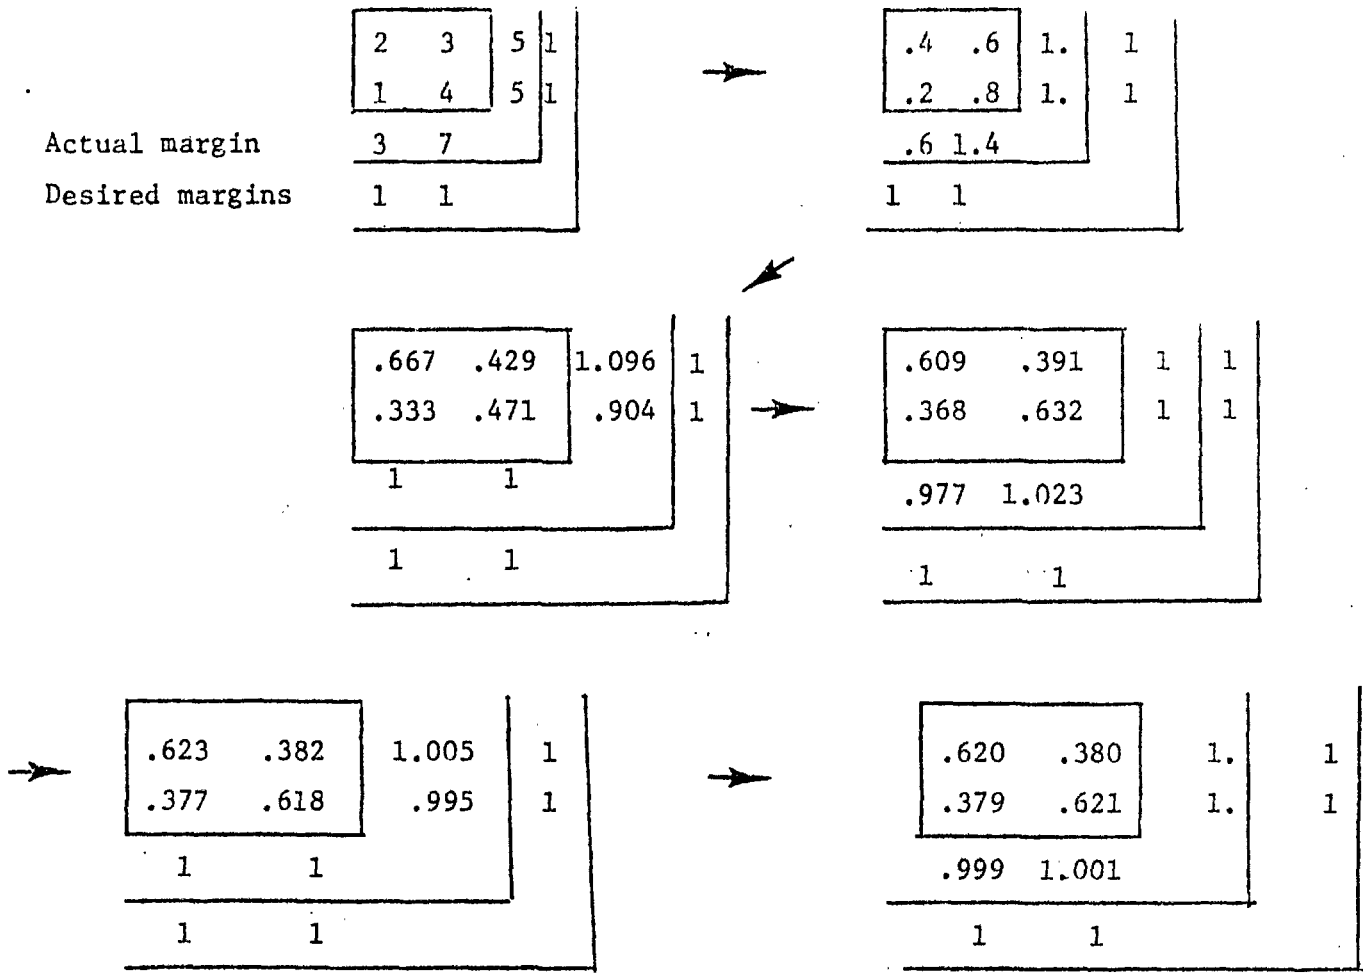 2 3 5 1
1 4 5 1
Actual margin 3 7
Desired margins 1 1
.4 .6 1. 1
.2 .8 1. 1
.6 1.4
1 1
.667 .429 1.096 1
.333 .471 .904 1
1 1
1 1
.609 .391 1 1
.368 .632 1 1
.977 1.023
1 1
.623 .382 1.005 1
.377 .618 .995 1
1 1
1 1
.620 .380 1. 1
.379 .621 1. 1
.999 1.001
1 1